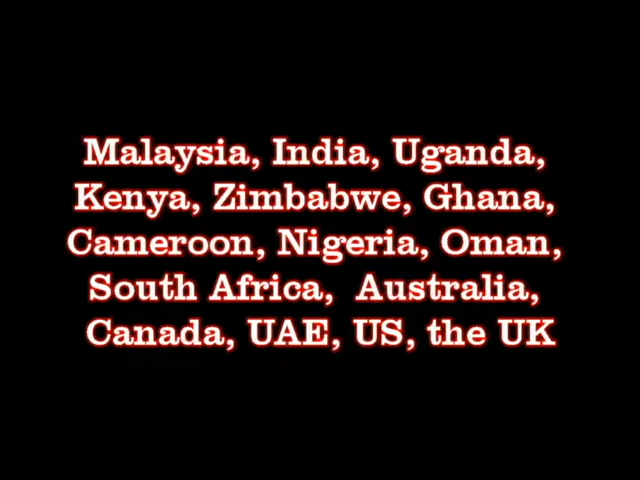 Malaysia, India, Uganda,
Kenya, Zimbabwe, Ghana,
Cameroon, Nigeria, Oman,
South Africa,  Australia,
Canada, UAE, US, the UK